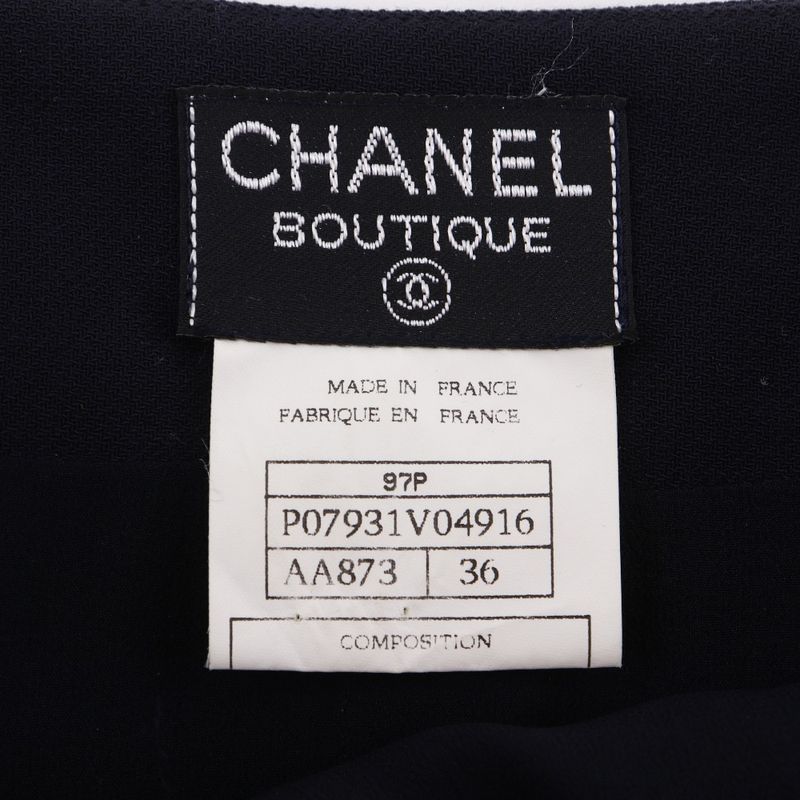 CHANEL
BOUTIQUE
MADE IN FRANCE
FABRIQUE EN FRANCE
97P
P07931V04916
AA873 36
COMPOSITION